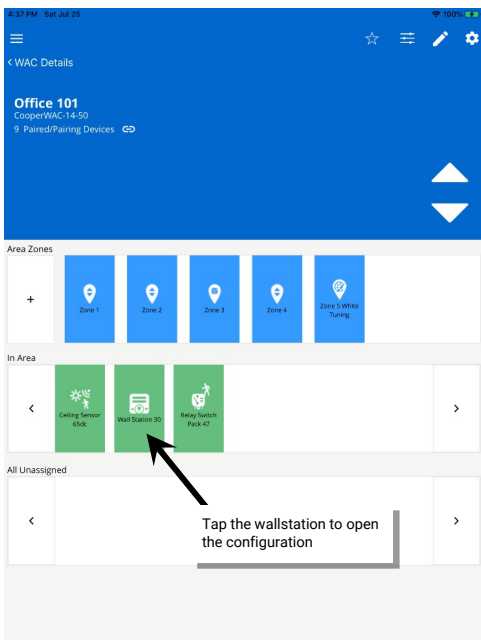 4:37 PM Sat Jul 25
100%
< WAC Details
Office 101
CooperWAC-14-50
9 Paired/Pairing Devices
Area Zones
+
Zone 1
Zone 2
Zone 3
Zone 4
Zone 5 White
Tuning
In Area
<
Ceiling Sensor
65dc
Wall Station 30
Relay Switch
Pack 47
>
All Unassigned
<
>
Tap the wallstation to open
the configuration